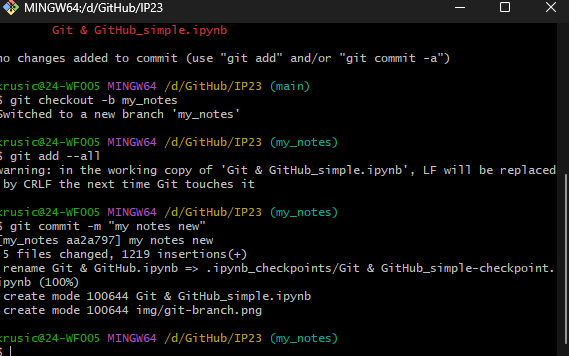 MINGW64:/d/GitHub/IP23
Git & GitHub_simple.ipynb
no changes added to commit (use "git add" and/or "git commit -a")
krusic@24-WF005 MINGW64 /d/GitHub/IP23 (main)
$ git checkout -b my_notes
Switched to a new branch 'my_notes'
krusic@24-WF005 MINGW64 /d/GitHub/IP23 (my_notes)
$ git add --all
warning: in the working copy of 'Git & GitHub_simple.ipynb', LF will be replaced
by CRLF the next time Git touches it
krusic@24-WF005 MINGW64 /d/GitHub/IP23 (my_notes)
$ git commit -m "my notes new"
[my_notes aa2a797] my notes new
5 files changed, 1219 insertions(+)
rename Git & GitHub.ipynb => .ipynb_checkpoints/Git & GitHub_simple-checkpoint.
ipynb (100%)
create mode 100644 Git & GitHub_simple.ipynb
create mode 100644 img/git-branch.png
krusic@24-WF005 MINGW64 /d/GitHub/IP23 (my_notes)
$